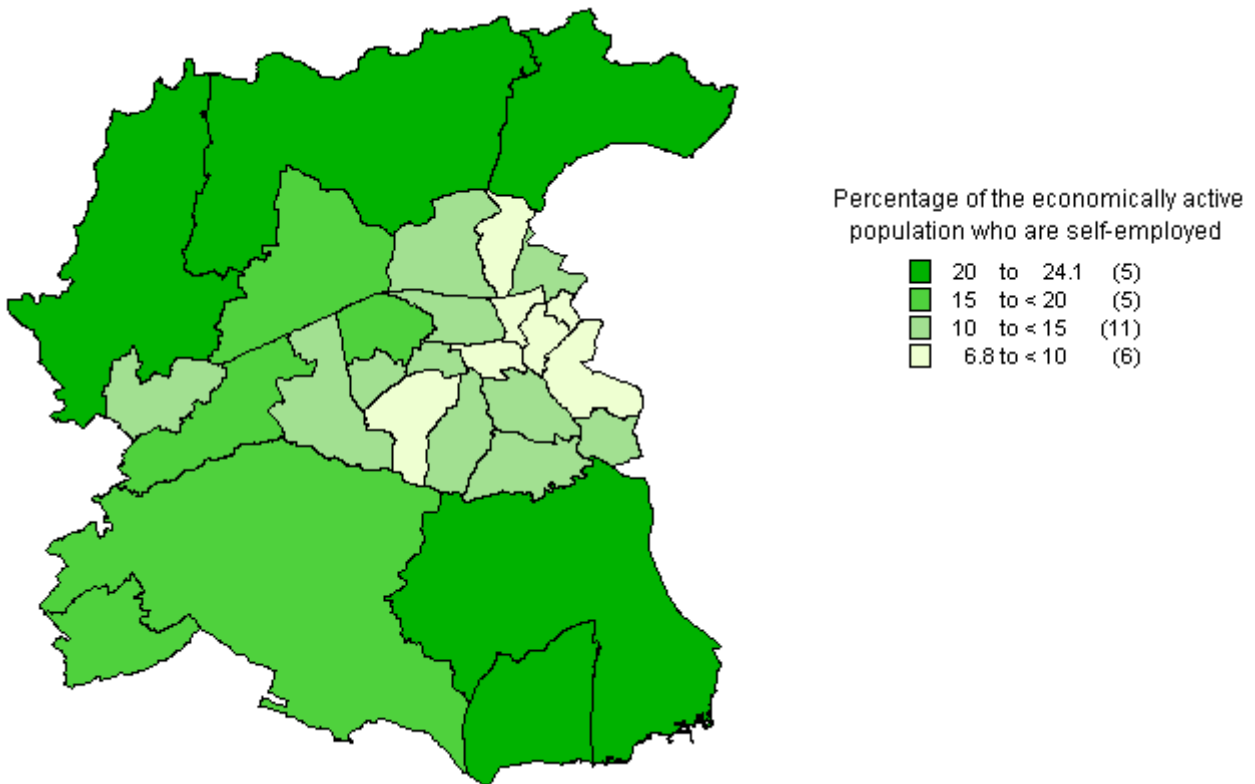 Percentage of the economically active
population who are self-employed
20 to 24.1 (5)
15 to < 20 (5)
10 to < 15 (11)
6.8 to < 10 (6)